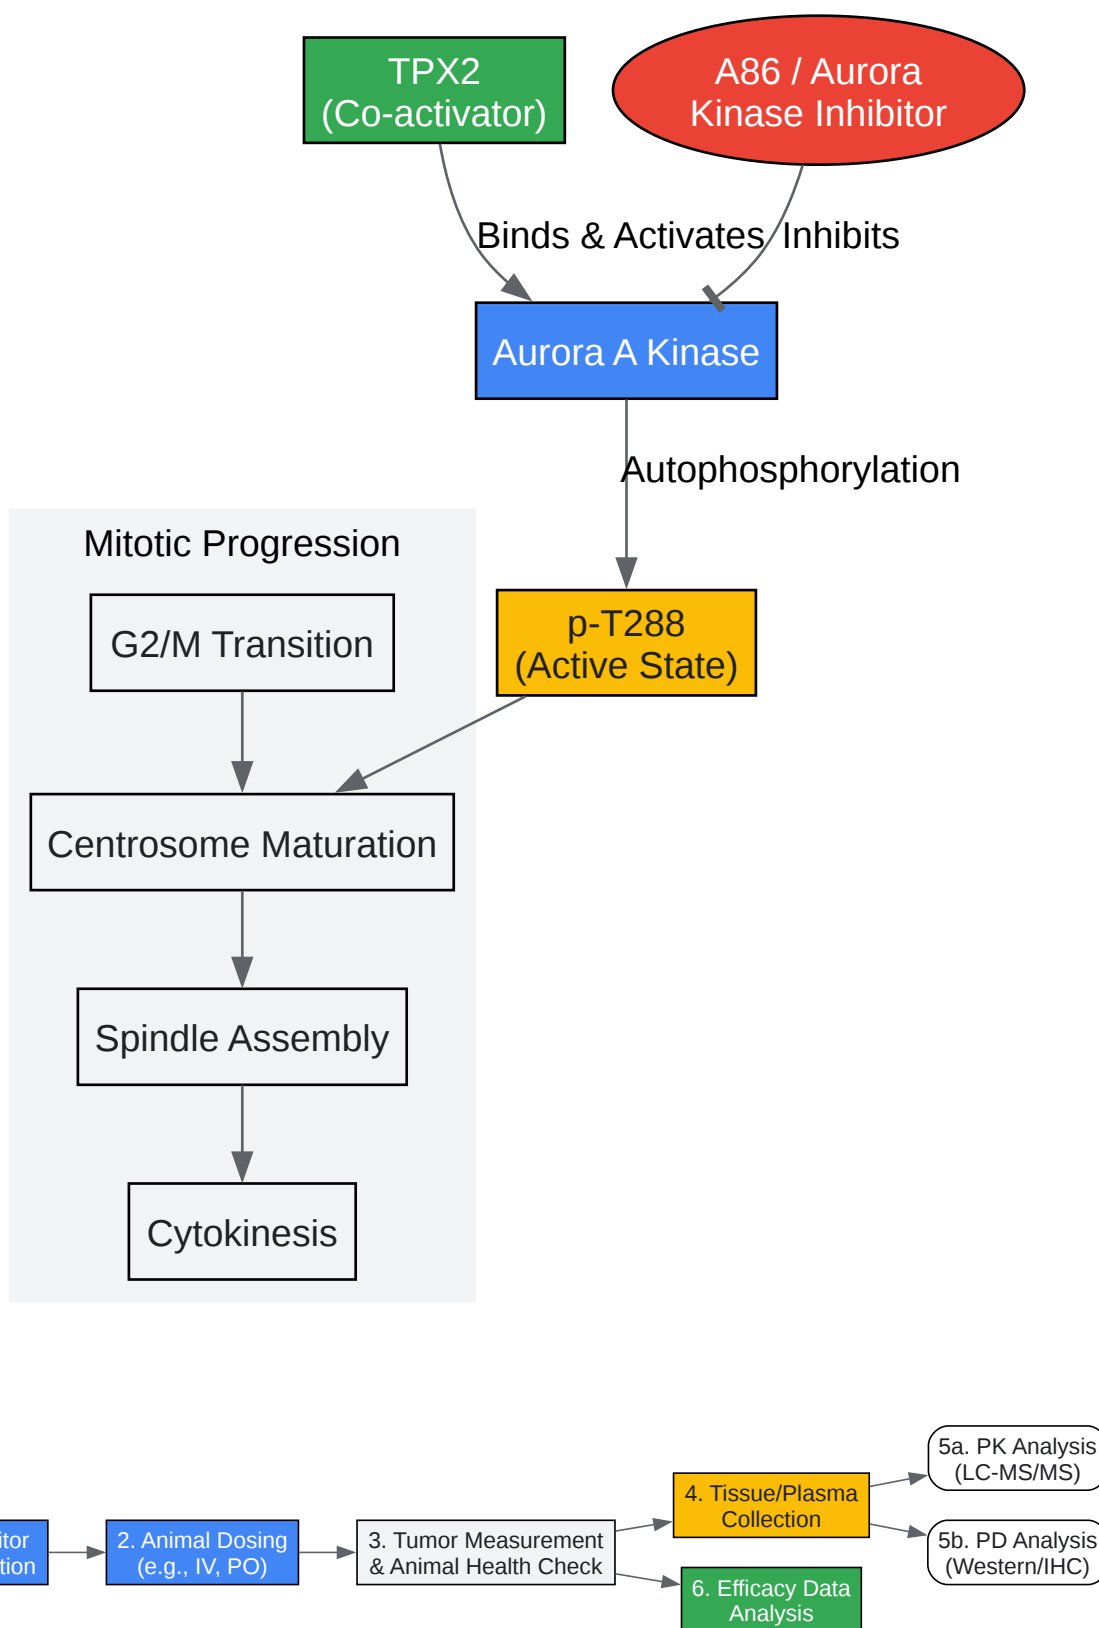 TPX2
(Co-activator)
A86 / Aurora
Kinase Inhibitor
Binds & Activates
Inhibits
Aurora A Kinase
Autophosphorylation
Mitotic Progression
p-T288
(Active State)
G2/M Transition
Centrosome Maturation
Spindle Assembly
Cytokinesis
2. Animal Dosing
(e.g., IV, PO)
3. Tumor Measurement
& Animal Health Check
4. Tissue/Plasma
Collection
5a. PK Analysis
(LC-MS/MS)
5b. PD Analysis
(Western/IHC)
6. Efficacy Data
Analysis